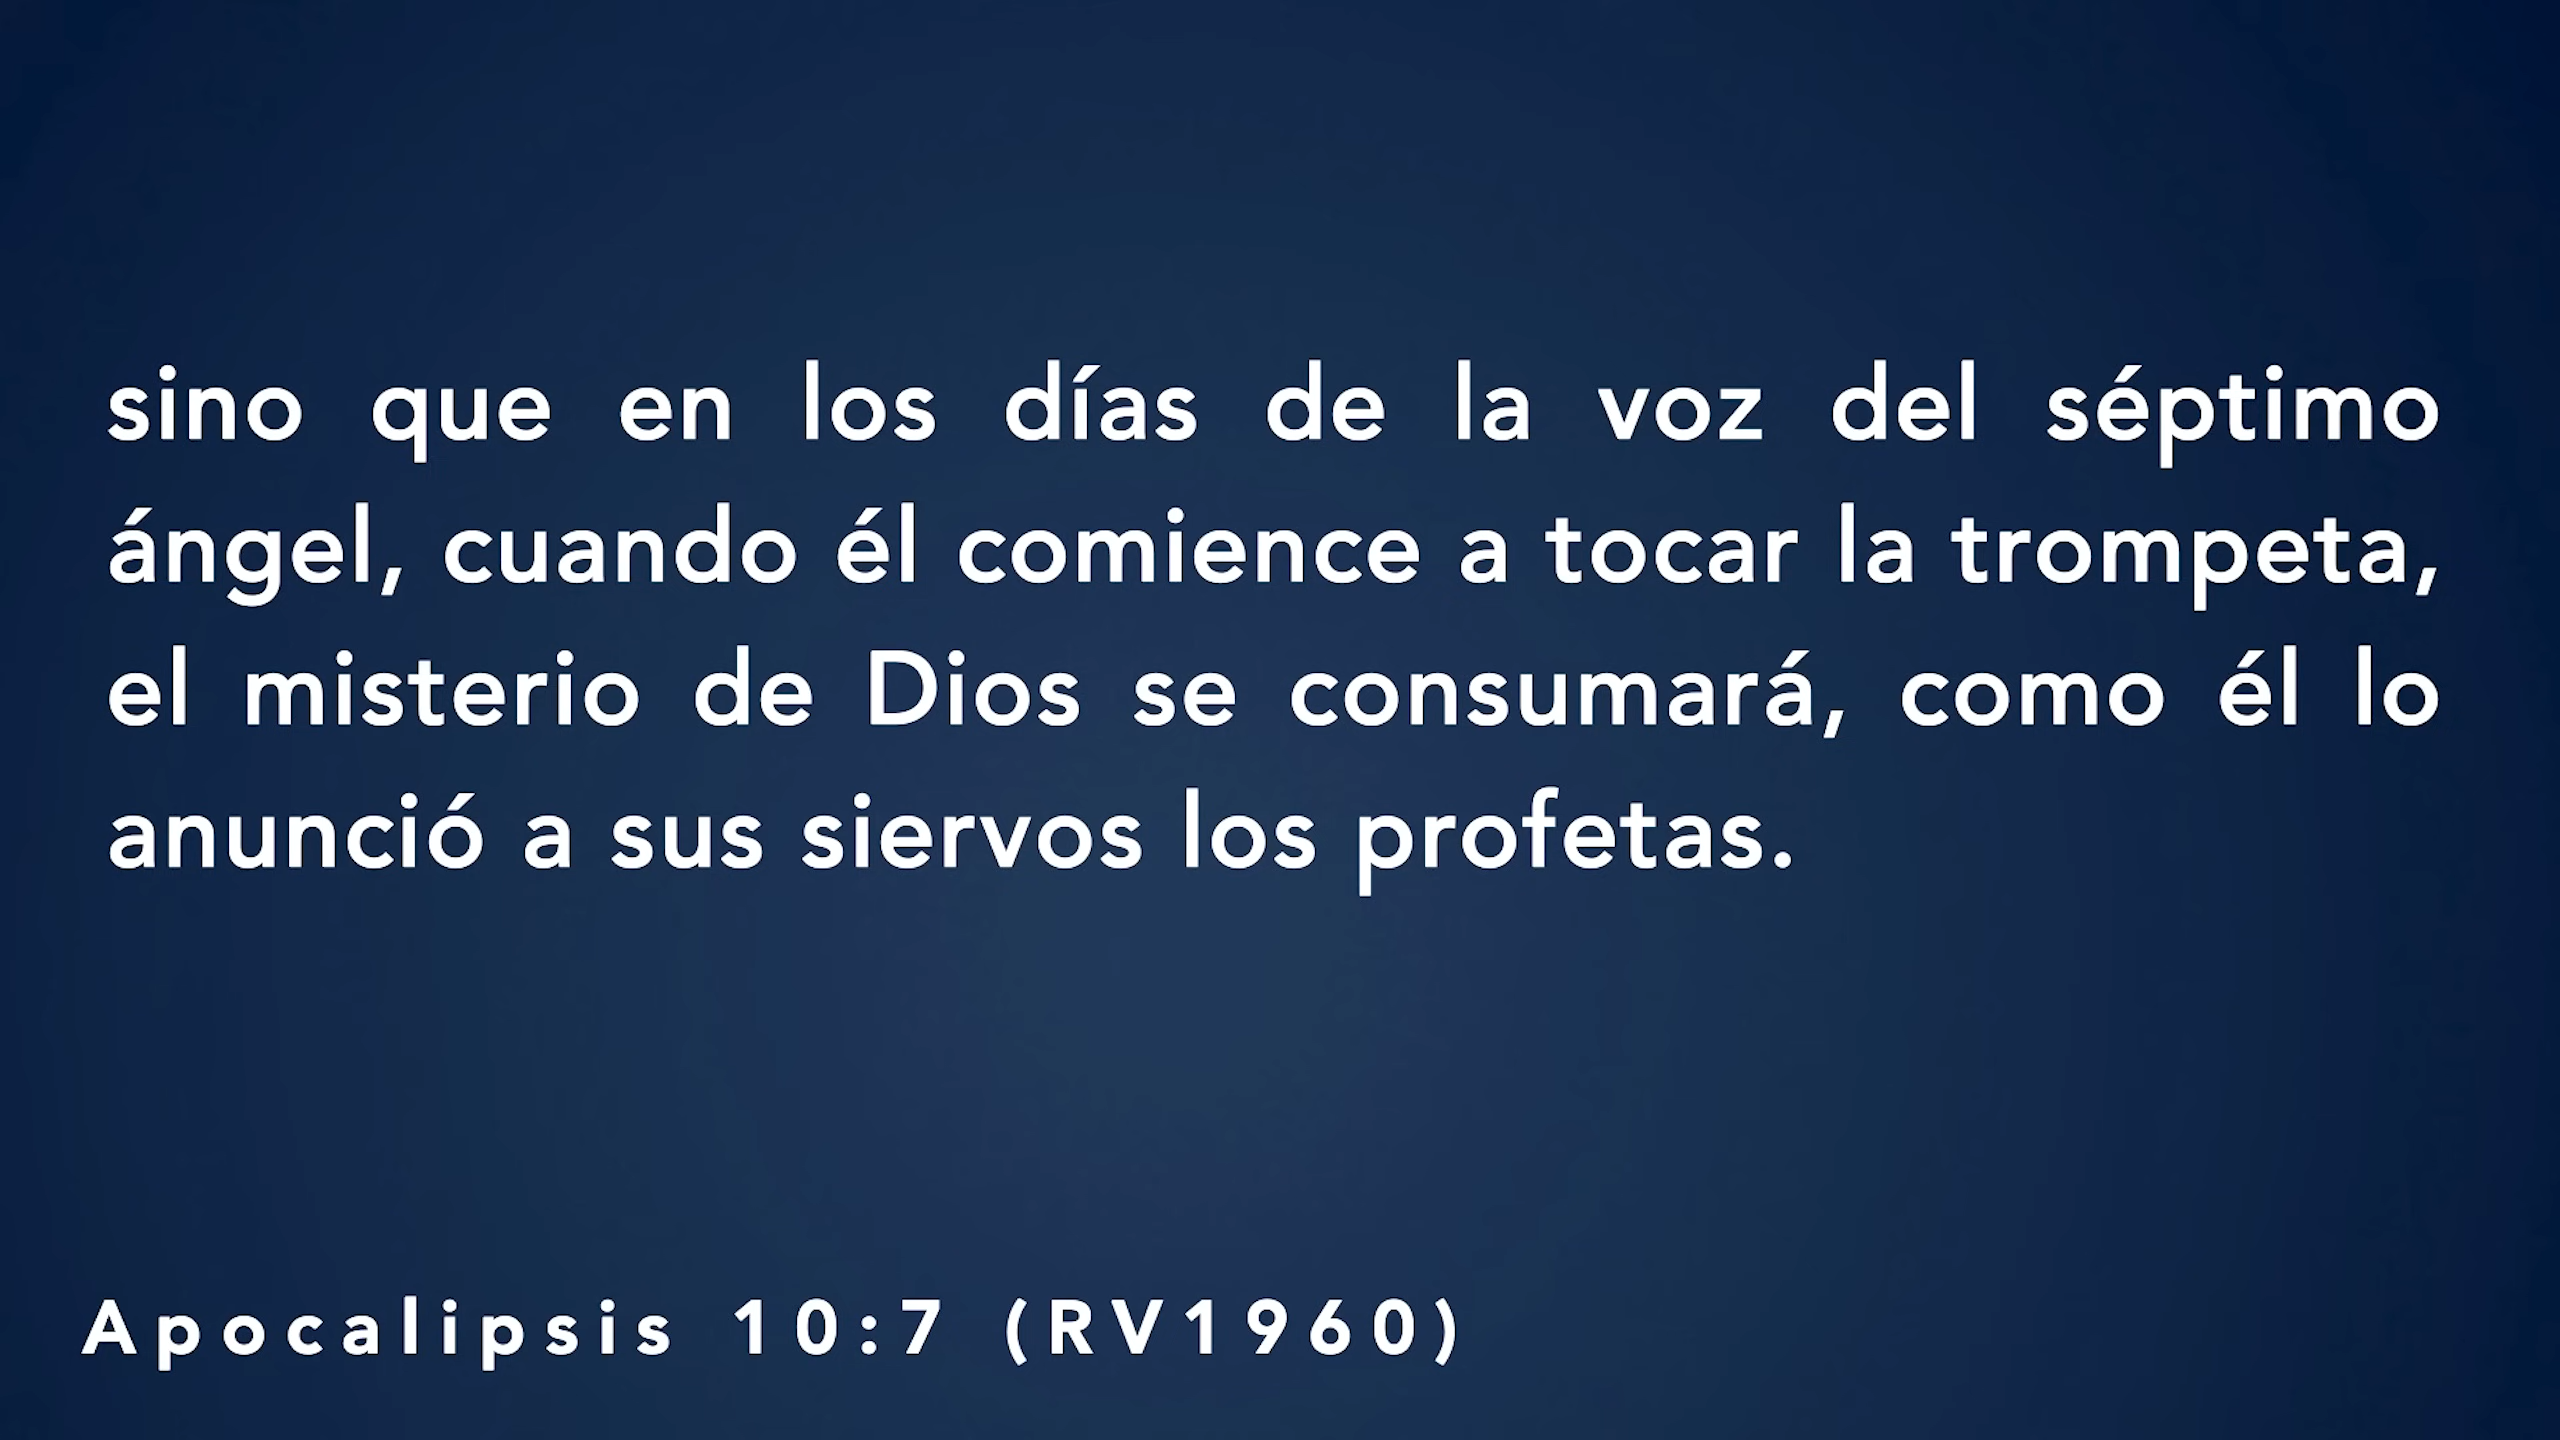 sino que en los días de la voz del séptimo
ángel, cuando él comience a tocar la trompeta,
el misterio de Dios se consumará, como él lo
anunció a sus siervos los profetas.
Apocalipsis 10:7 (RV1960)